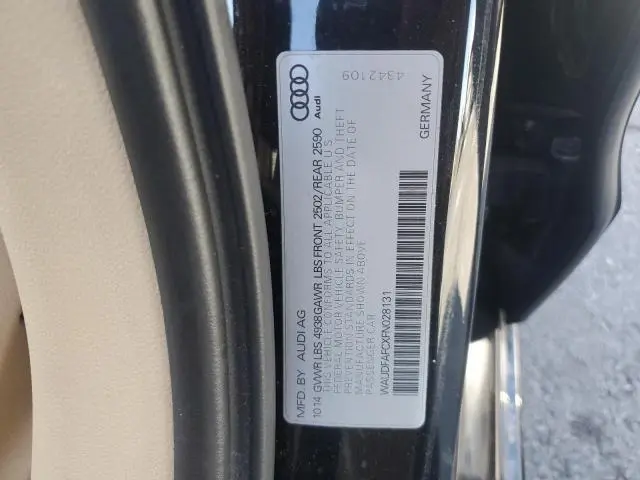 Audi
4342109
MFD. BY AUDI AG
GERMANY
10 14 GVWR LBS 4938 GAWR LBS FRONT 2502/REAR 2590
THIS VEHICLE CONFORMS TO ALL APPLICABLE U S
FEDERAL MOTOR VEHICLE SAFETY, BUMPER AND THEFT
PREVENTION STANDARDS IN EFFECT ON THE DATE OF
MANUFACTURE SHOWN ABOVE
PASSENGER CAR
WAUDFAFCXFN028131